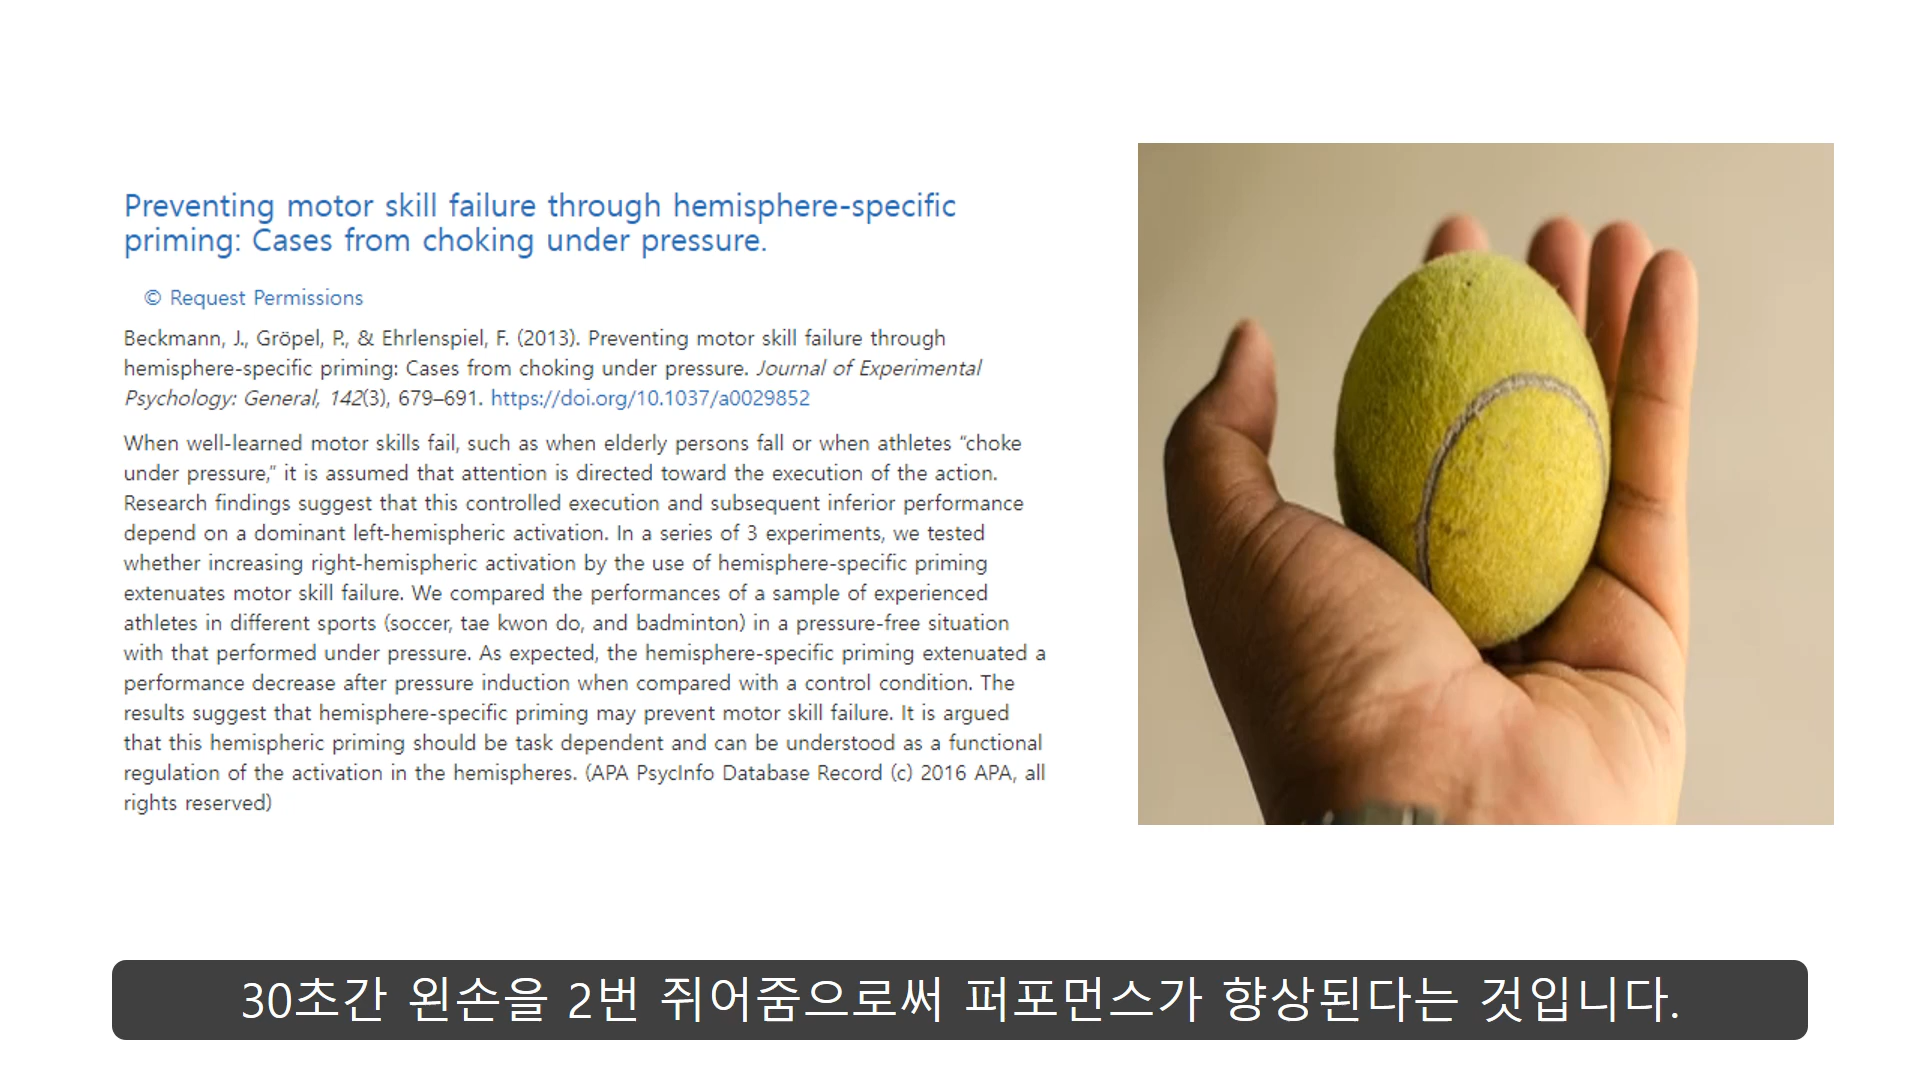 Preventing motor skill failure through hemisphere-specific
priming: Cases from choking under pressure.
© Request Permissions
Beckmann, J., Gröpel, P., & Ehrlenspiel, F. (2013). Preventing motor skill failure through
hemisphere-specific priming: Cases from choking under pressure. Journal of Experimental
Psychology: General, 142(3), 679–691. https://doi.org/10.1037/a0029852
When well-learned motor skills fail, such as when elderly persons fall or when athletes “choke
under pressure,” it is assumed that attention is directed toward the execution of the action.
Research findings suggest that this controlled execution and subsequent inferior performance
depend on a dominant left-hemispheric activation. In a series of 3 experiments, we tested
whether increasing right-hemispheric activation by the use of hemisphere-specific priming
extenuates motor skill failure. We compared the performances of a sample of experienced
athletes in different sports (soccer, tae kwon do, and badminton) in a pressure-free situation
with that performed under pressure. As expected, the hemisphere-specific priming extenuated a
performance decrease after pressure induction when compared with a control condition. The
results suggest that hemisphere-specific priming may prevent motor skill failure. It is argued
that this hemispheric priming should be task dependent and can be understood as a functional
regulation of the activation in the hemispheres. (APA PsycInfo Database Record (c) 2016 APA, all
rights reserved)
30초간 왼손을 2번 쥐어줌으로써 퍼포먼스가 향상된다는 것입니다.